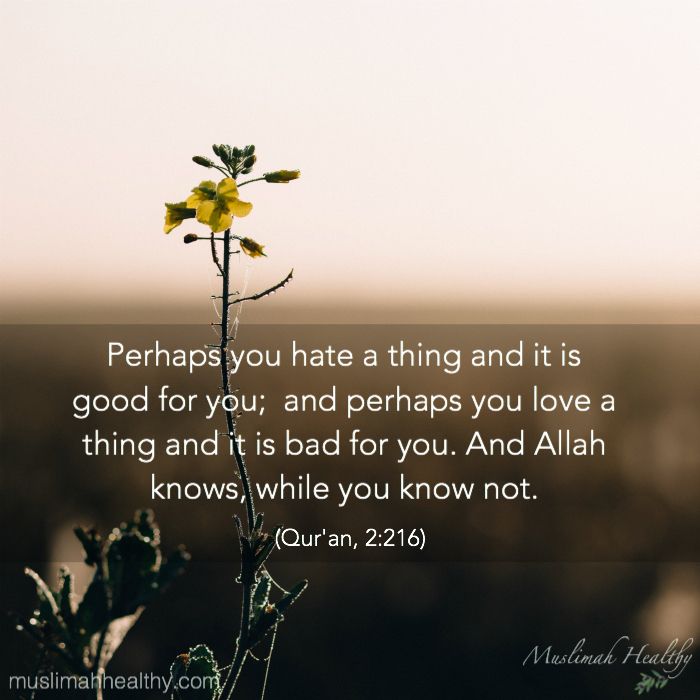 Perhaps you hate a thing and it is
good for you;  and perhaps you love a
thing and it is bad for you. And Allah
knows, while you know not.
(Qur'an, 2:216)
Muslimah Healthy
muslimahhealthy.com